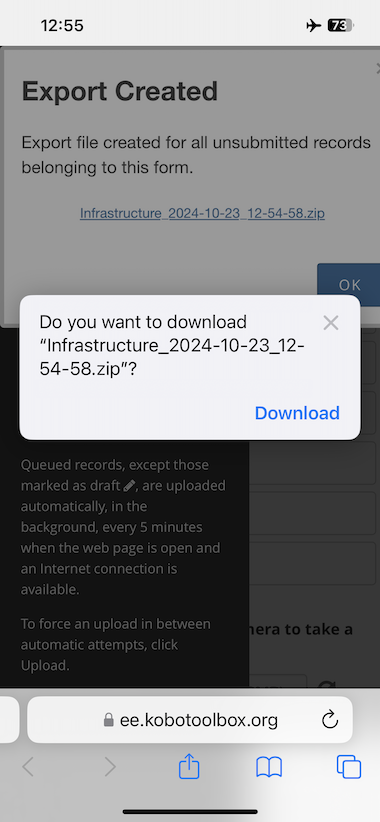 12:55
73
Export Created
Export file created for all unsubmitted records
belonging to this form.
Infrastructure_2024-10-23_12-54-58.zip
OK
Do you want to download
“Infrastructure_2024-10-23_12-
54-58.zip”?
Download
Queued records, except those
marked as draft , are uploaded
automatically, in the
background, every 5 minutes
when the web page is open and
an Internet connection is
available.
To force an upload in between
automatic attempts, click
Upload.
to take a
ee.kobotoolbox.org